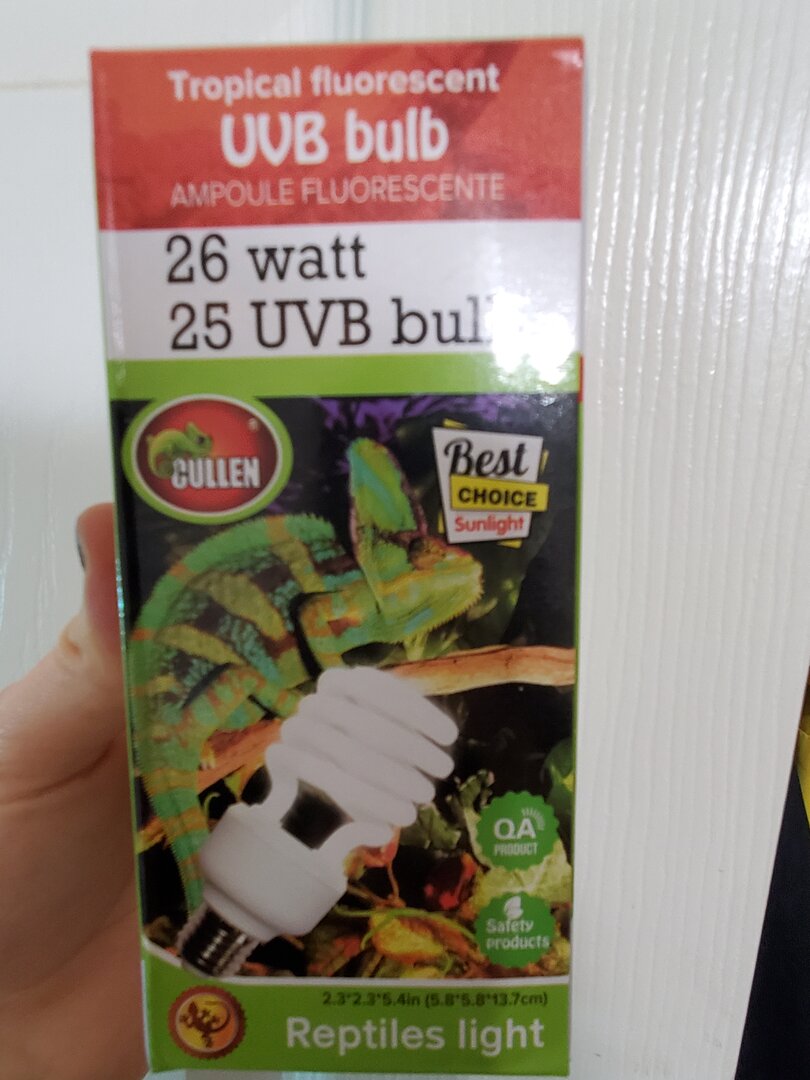 Tropical fluorescent
UVB bulb
AMPOULE FLUORESCENTE
26 watt
25 UVB bulb
CULLEN
®
Best
CHOICE
Sunlight
QA
PRODUCT
Safety
products
2.3*2.3*5.4in (5.8*5.8*13.7cm)
Reptiles light